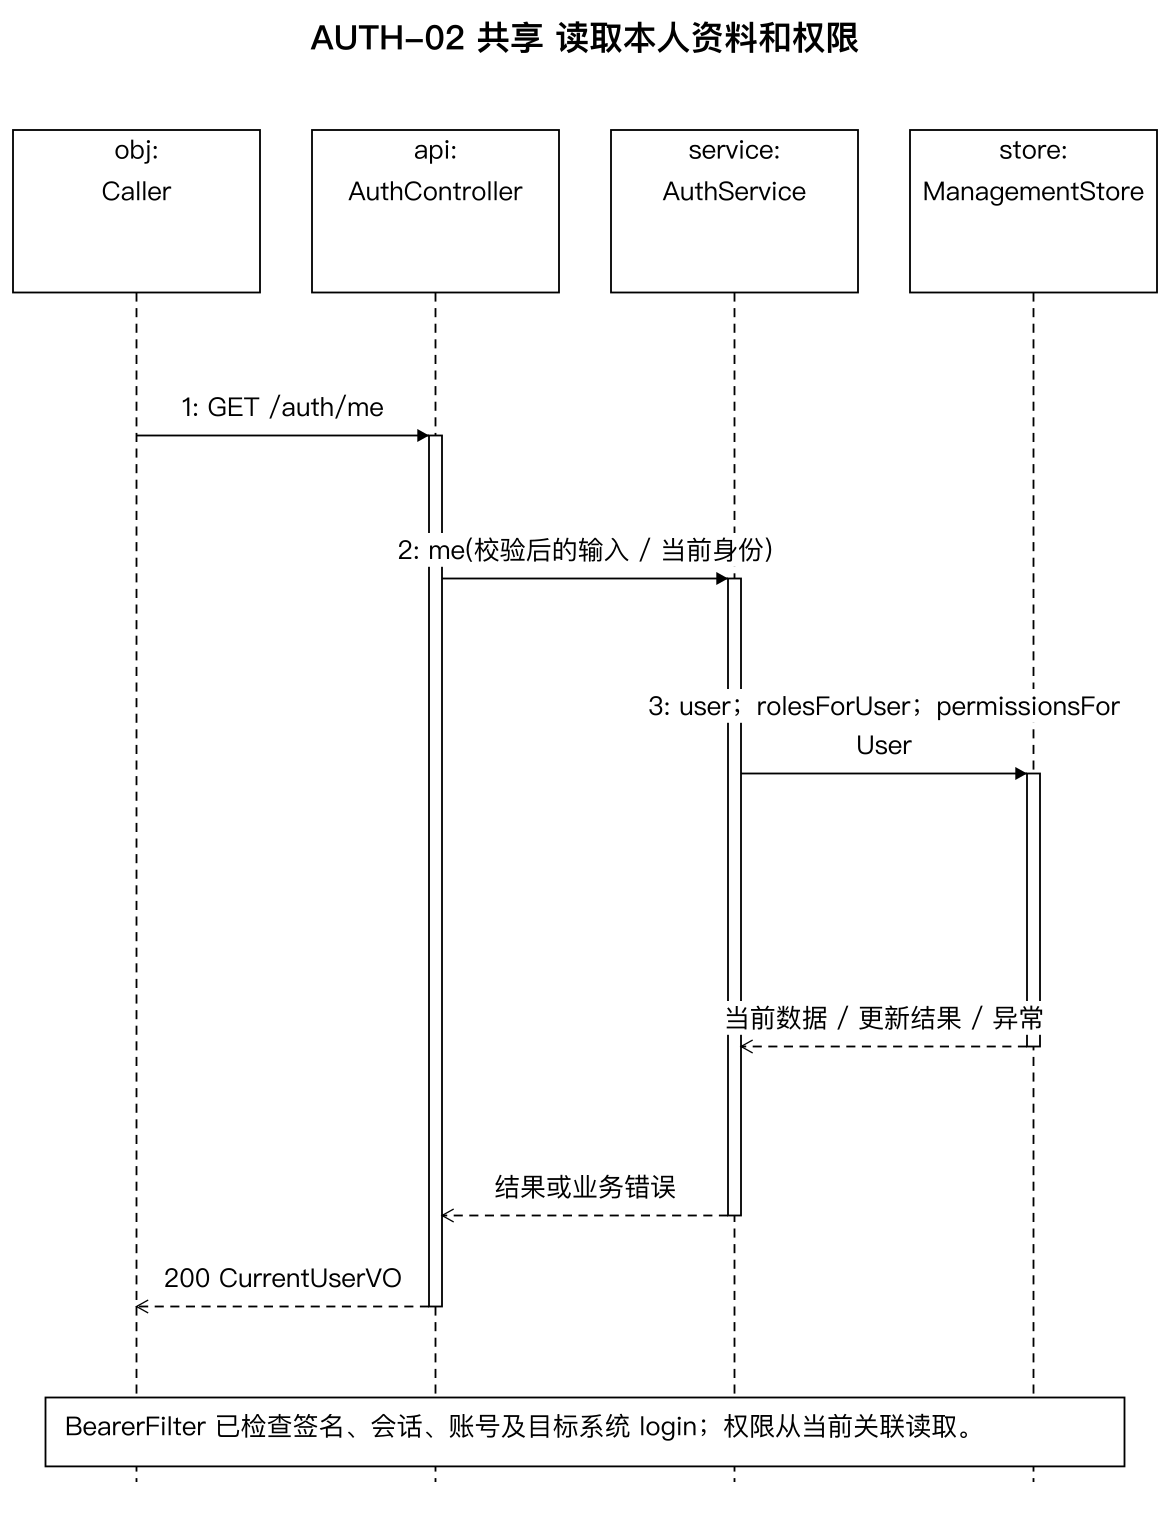 AUTH-02 共享 读取本人资料和权限
obj:
Caller
api:
AuthController
service:
AuthService
store:
ManagementStore
1: GET /auth/me
2: me(校验后的输入 / 当前身份)
3: user；rolesForUser；permissionsFor
User
当前数据 / 更新结果 / 异常
结果或业务错误
200 CurrentUserVO
BearerFilter 已检查签名、会话、账号及目标系统 login；权限从当前关联读取。